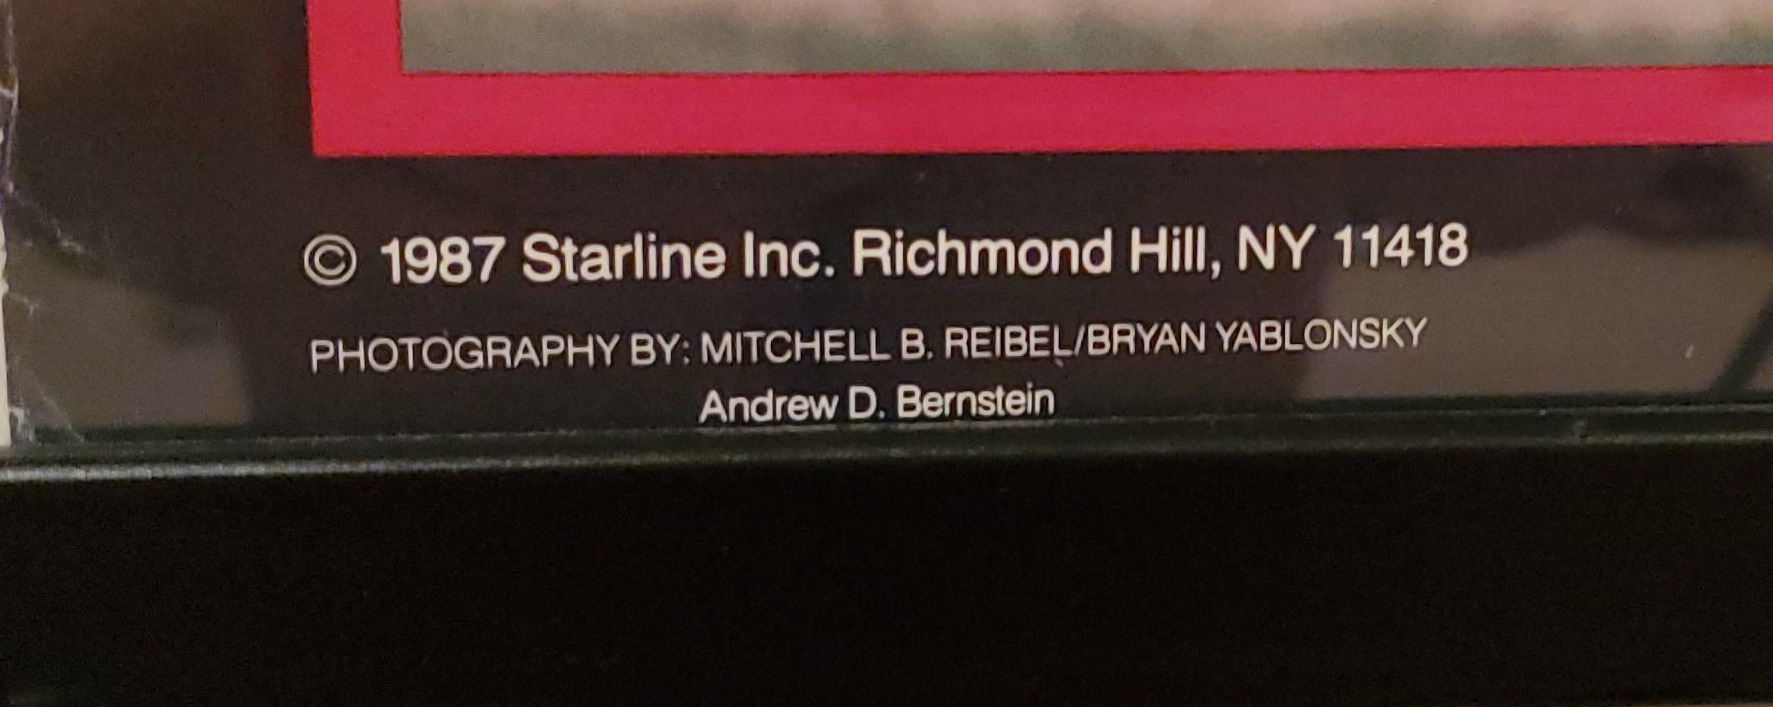 © 1987 Starline Inc. Richmond Hill, NY 11418
PHOTOGRAPHY BY: MITCHELL B. REIBEL/BRYAN YABLONSKY
Andrew D. Bernstein